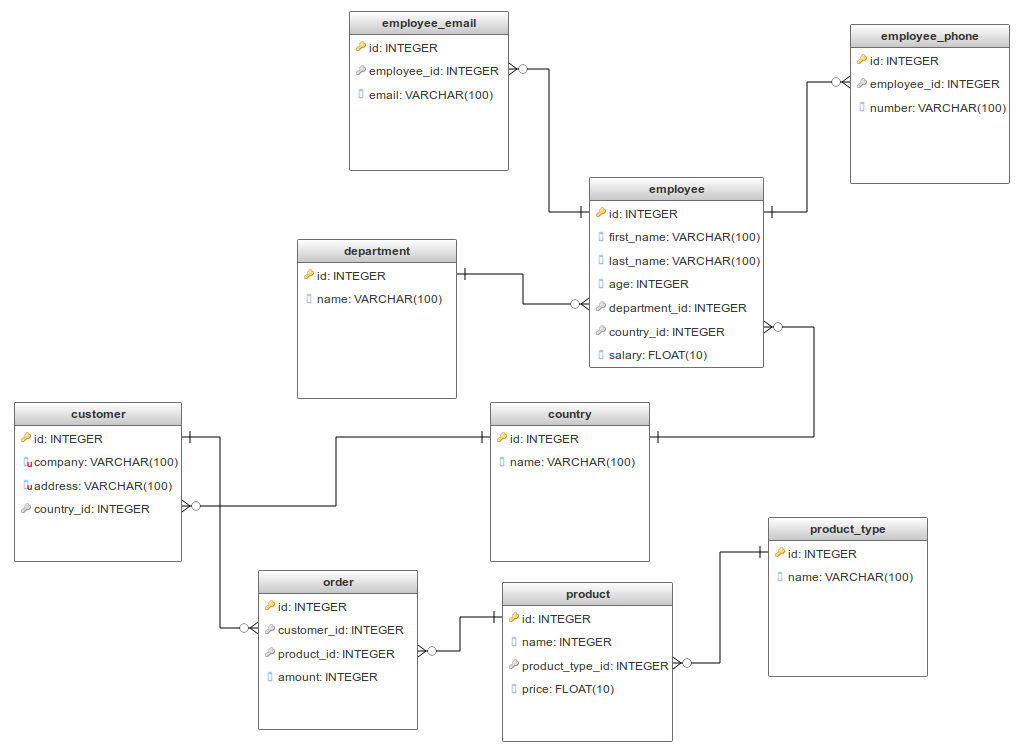 employee_email
id: INTEGER
employee_id: INTEGER
email: VARCHAR(100)
employee_phone
id: INTEGER
employee_id: INTEGER
number: VARCHAR(100)
employee
id: INTEGER
first_name: VARCHAR(100)
last_name: VARCHAR(100)
age: INTEGER
department_id: INTEGER
country_id: INTEGER
salary: FLOAT(10)
department
id: INTEGER
name: VARCHAR(100)
customer
id: INTEGER
u company: VARCHAR(100)
u address: VARCHAR(100)
country_id: INTEGER
country
id: INTEGER
name: VARCHAR(100)
product_type
id: INTEGER
name: VARCHAR(100)
order
id: INTEGER
customer_id: INTEGER
product_id: INTEGER
amount: INTEGER
product
id: INTEGER
name: INTEGER
product_type_id: INTEGER
price: FLOAT(10)